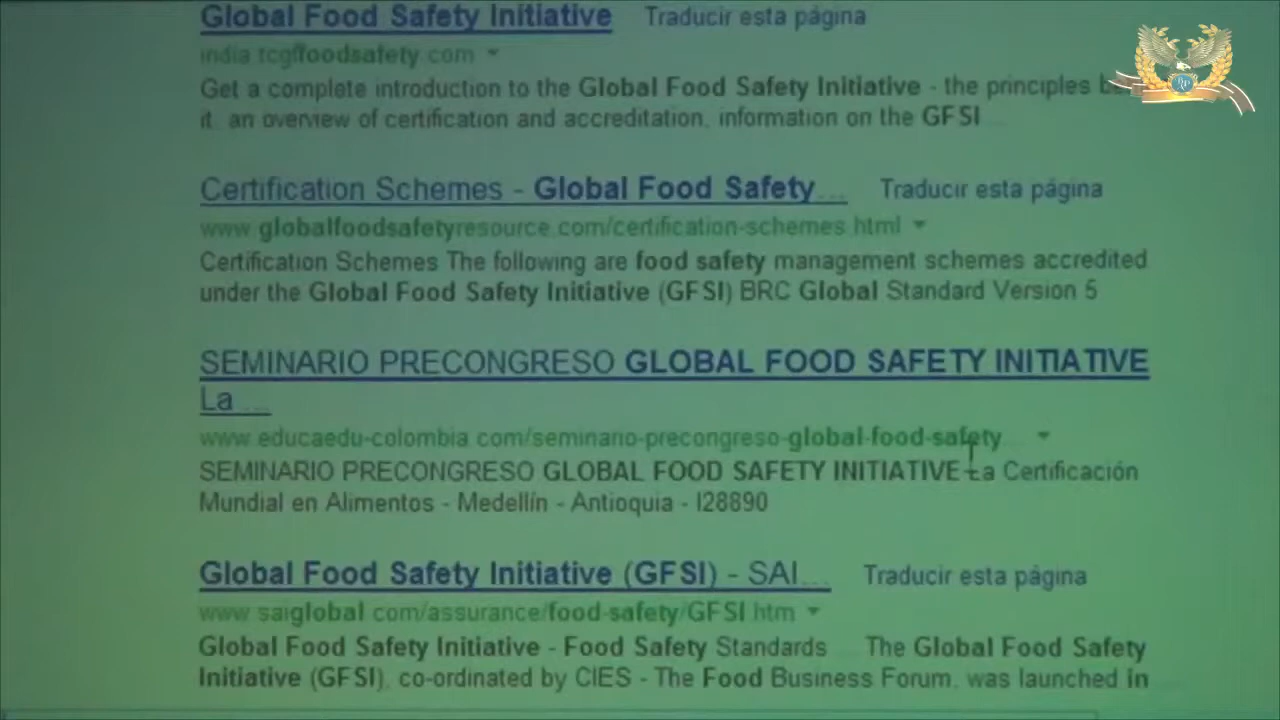 Global Food Safety Initiative Traducir esta página
india.tcgffoodsafety.com
Get a complete introduction to the Global Food Safety Initiative - the principles
it, an overview of certification and accreditation, information on the GFSI
Certification Schemes - Global Food Safety ... Traducir esta página
www.globalfoodsafetyresource.com/certification-schemes.html
Certification Schemes The following are food safety management schemes accredited
under the Global Food Safety Initiative (GFSI) BRC Global Standard Version 5
SEMINARIO PRECONGRESO GLOBAL FOOD SAFETY INITIATIVE
La ...
www.educaedu-colombia.com/seminario-precongreso-global-food-safety
SEMINARIO PRECONGRESO GLOBAL FOOD SAFETY INITIATIVE - La Certificación
Mundial en Alimentos - Medellín - Antioquia - I28890
Global Food Safety Initiative (GFSI) - SAI... Traducir esta página
www.saiglobal.com/assurance/food-safety/GFSI.htm
Global Food Safety Initiative - Food Safety Standards The Global Food Safety
Initiative (GFSI), co-ordinated by CIES - The Food Business Forum, was launched in